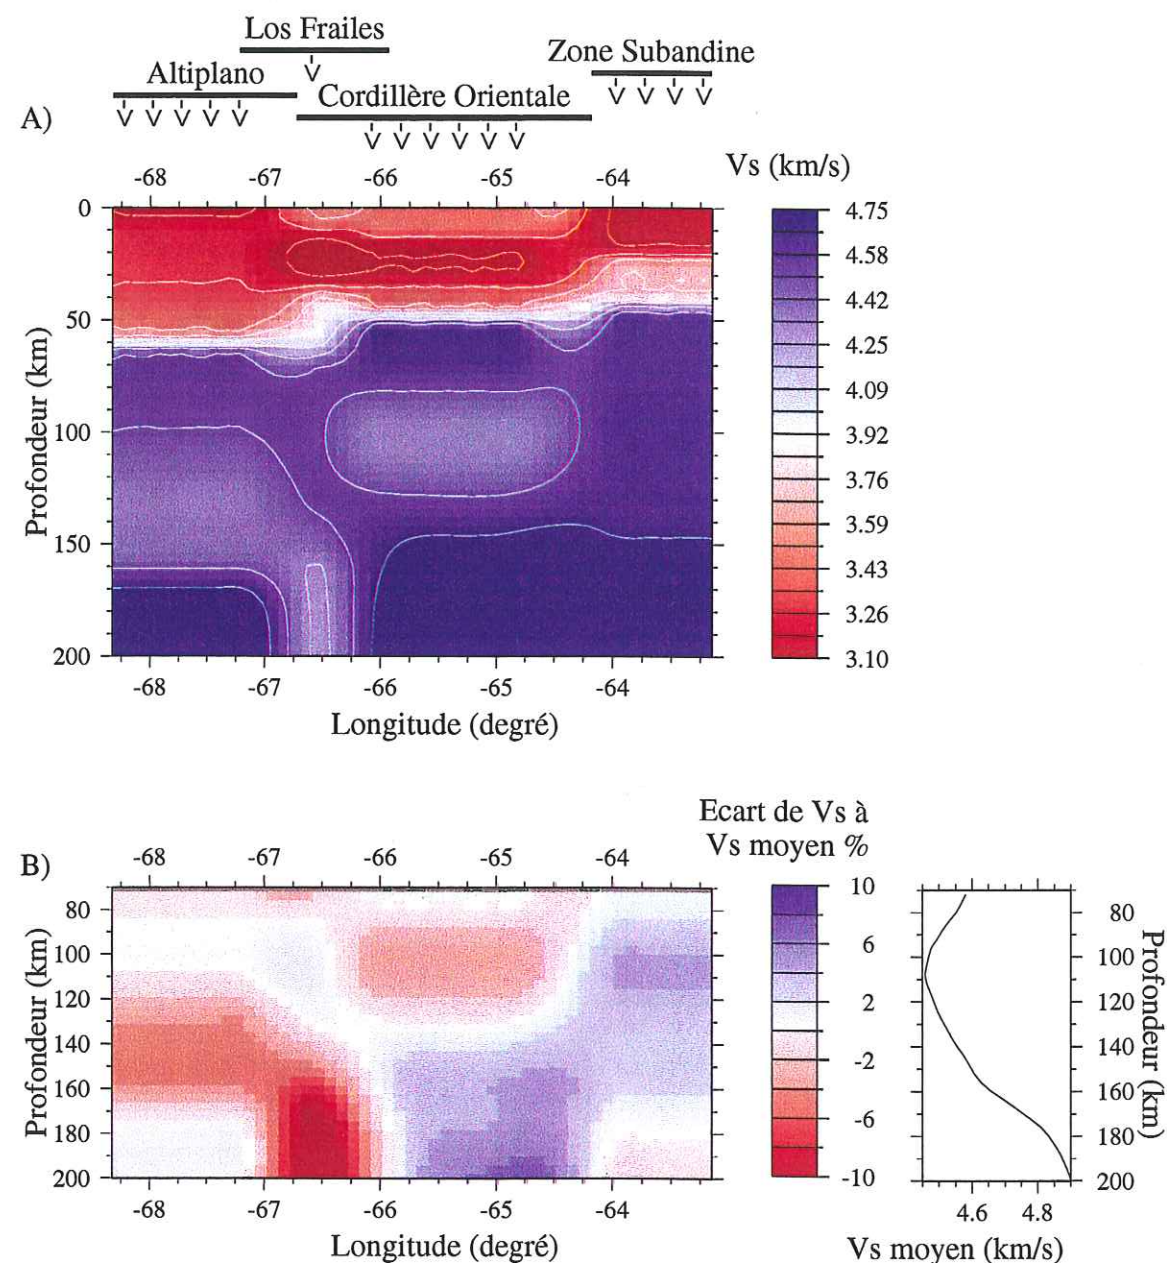 Los Frailes
Zone Subandine
Altiplano
Cordillère Orientale
A)
-68 -67 -66 -65 -64
Vs (km/s)
0
50
100
150
200
Profondeur (km)
4.75
4.58
4.42
4.25
4.09
3.92
3.76
3.59
3.43
3.26
3.10
-68 -67 -66 -65 -64
Longitude (degré)
Ecart de Vs à
Vs moyen %
B)
-68 -67 -66 -65 -64
80
100
120
140
160
180
200
Profondeur (km)
10
6
2
-2
-6
-10
80
100
120
140
160
180
200
Profondeur (km)
-68 -67 -66 -65 -64
Longitude (degré)
4.6 4.8
Vs moyen (km/s)